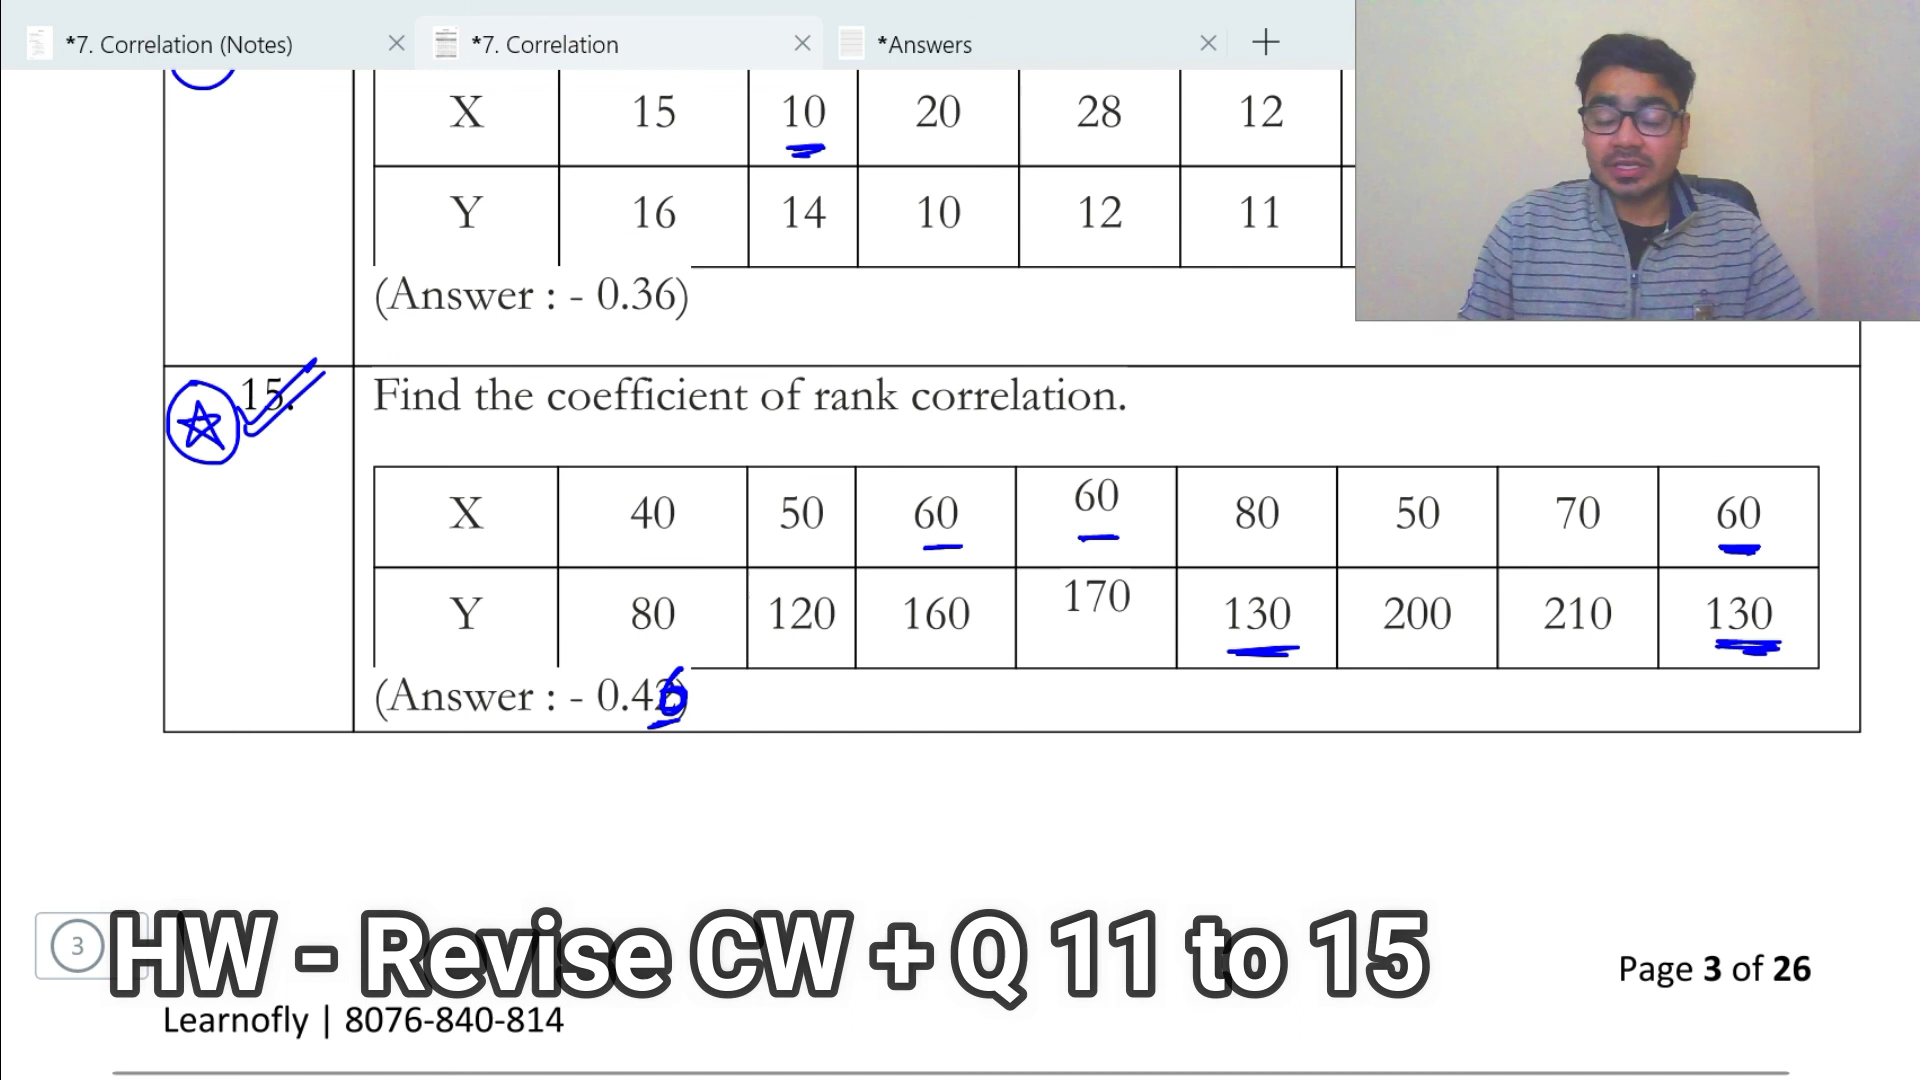 *7. Correlation (Notes) *7. Correlation *Answers
X 15 10 20 28 12
Y 16 14 10 12 11
(Answer : - 0.36)
15. Find the coefficient of rank correlation.
X 40 50 60 60 80 50 70 60
Y 80 120 160 170 130 200 210 130
(Answer : - 0.426)
3 HW - Revise CW + Q 11 to 15
Page 3 of 26
Learnofly | 8076-840-814